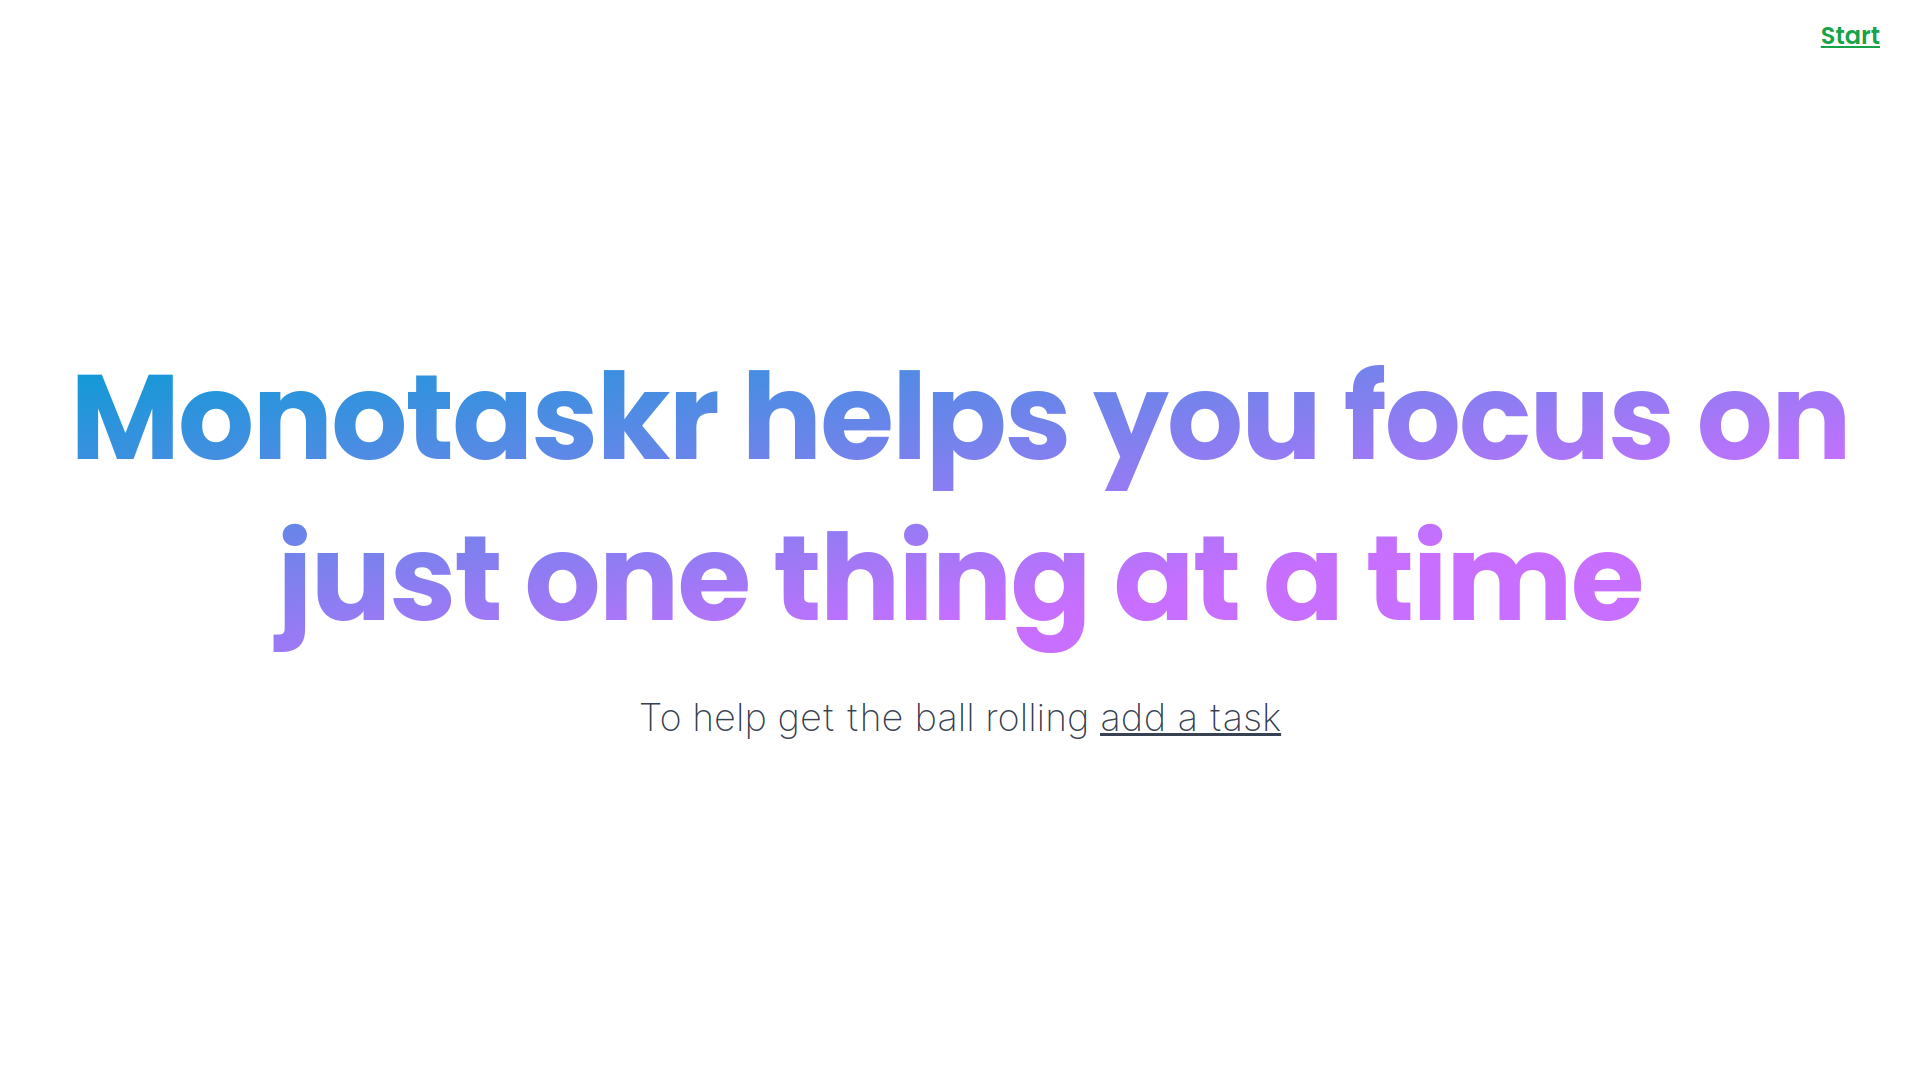 Start
Monotaskr helps you focus on
just one thing at a time
To help get the ball rolling add a task